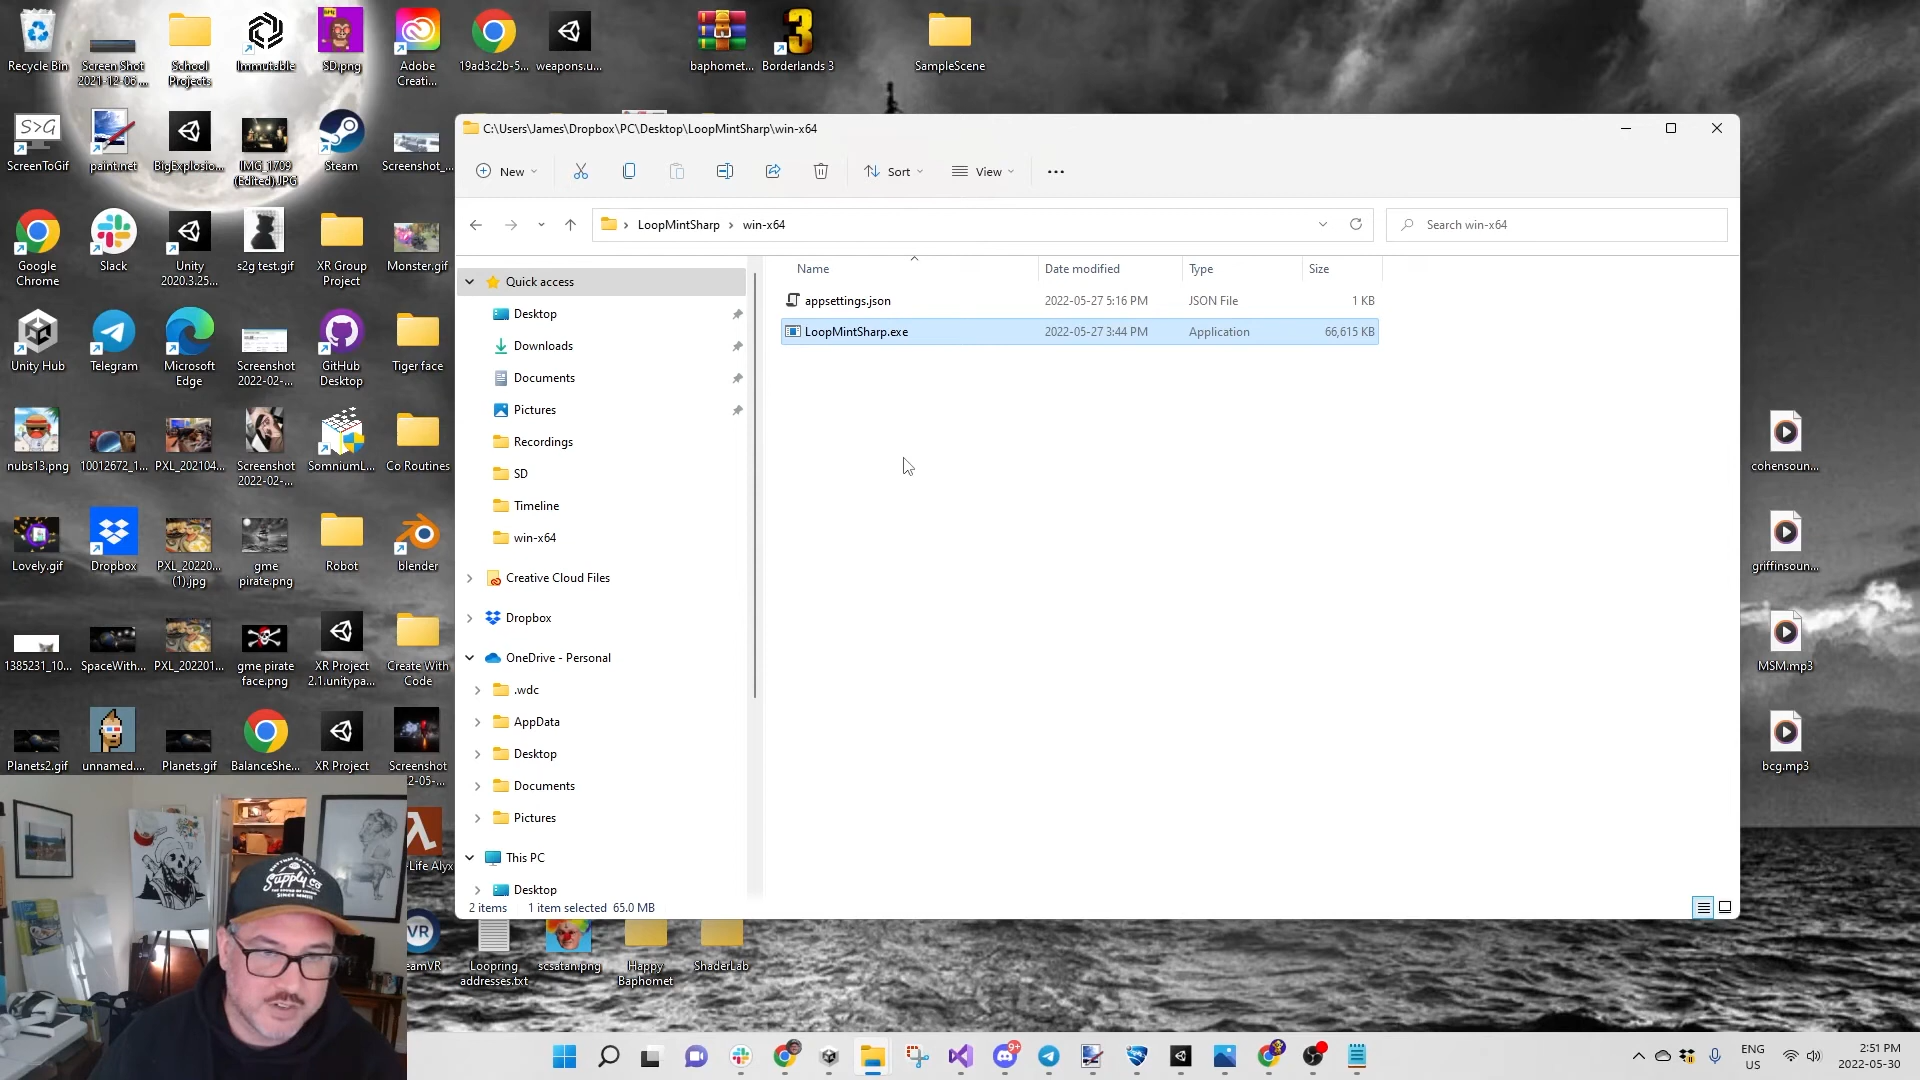 Recycle Bin
Screen Shot
2021-12-06...
School
Projects
Immutable
SD.png
Adobe
Creati...
19ad3c2b-5...
weapons.u...
baphomet...
Borderlands 3
SampleScene
S>G
ScreenToGif
paint.net
BigExplosio...
IMG_1709
(Edited).JPG
Steam
Screenshot_...
Google
Chrome
Slack
Unity
2020.3.25...
s2g test.gif
XR Group
Project
Monster.gif
Unity Hub
Telegram
Microsoft
Edge
Screenshot
2022-02-...
GitHub
Desktop
Tiger face
nubs13.png
10012672_1...
PXL_202104...
Screenshot
2022-02-...
SomniumL...
Co Routines
Lovely.gif
Dropbox
PXL_20220...
(1).jpg
gme
pirate.png
Robot
blender
1385231_10...
SpaceWith...
PXL_202201...
gme pirate
face.png
XR Project
2.1.unitypa...
Create With
Code
Planets2.gif
unnamed....
Planets.gif
BalanceShe...
XR Project
Screenshot
2-05-...
-Life Alyx
VR
eamVR
Loopring
addresses.txt
scsatan.png
Happy
Baphomet
ShaderLab
cohensoun...
griffinsoun...
MSM.mp3
bcg.mp3
C:\Users\James\Dropbox\PC\Desktop\LoopMintSharp\win-x64
New
Sort
View
LoopMintSharp
win-x64
Search win-x64
Quick access
Desktop
Downloads
Documents
Pictures
Recordings
SD
Timeline
win-x64
Creative Cloud Files
Dropbox
OneDrive - Personal
.wdc
AppData
Desktop
Documents
Pictures
This PC
Desktop
Name Date modified Type Size
appsettings.json 2022-05-27 5:16 PM JSON File 1 KB
LoopMintSharp.exe 2022-05-27 3:44 PM Application 66,615 KB
2 items 1 item selected 65.0 MB
Supply co
9+
ENG
US
2:51 PM
2022-05-30